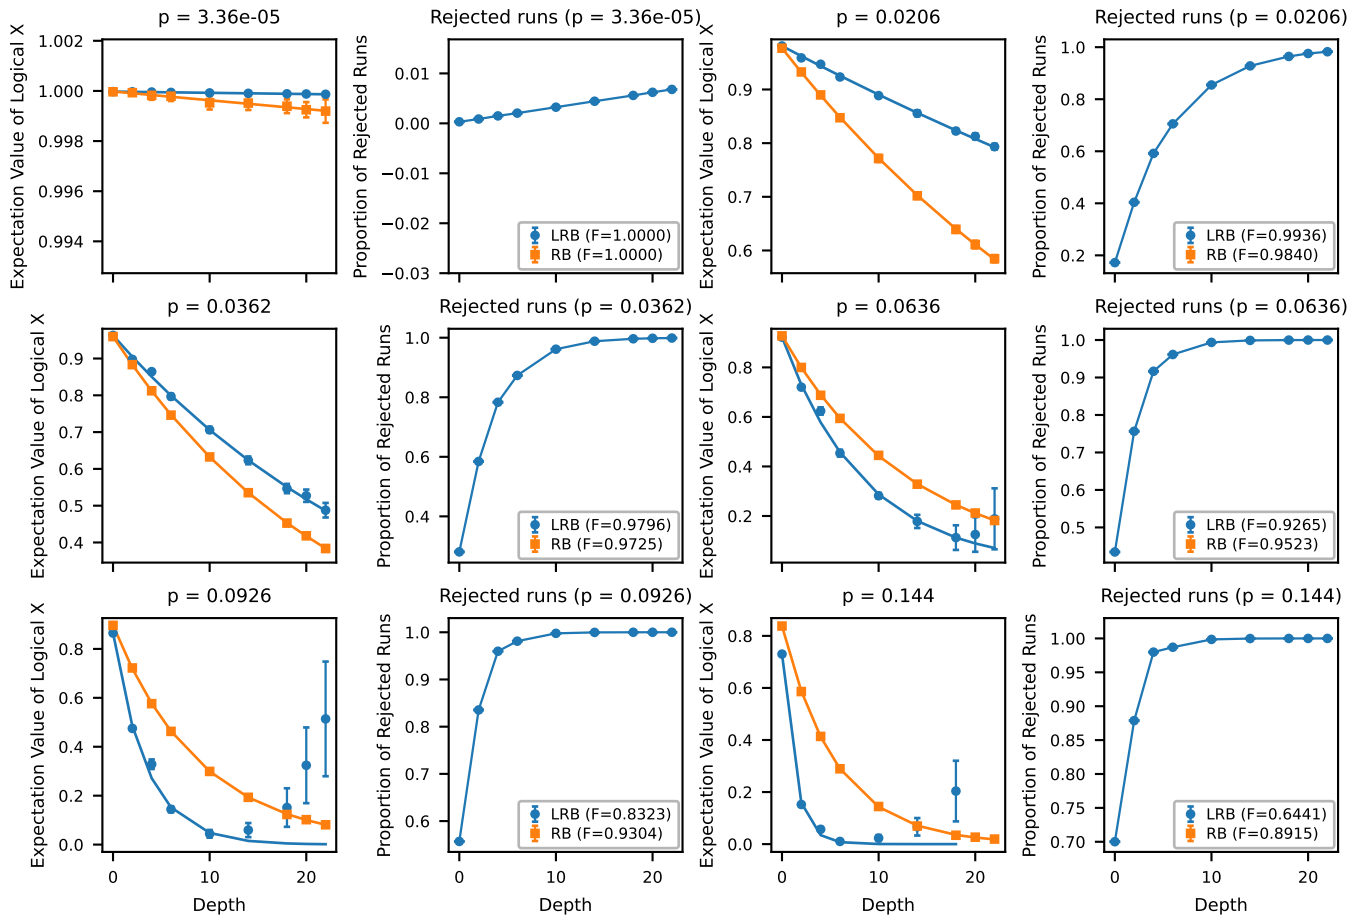 p = 3.36e-05
Expectation Value of Logical X
1.002
1.000
0.998
0.996
0.994
Rejected runs (p = 3.36e-05)
Proportion of Rejected Runs
0.01
0.00
−0.01
−0.02
−0.03
LRB (F=1.0000)
RB (F=1.0000)
p = 0.0206
Expectation Value of Logical X
0.9
0.8
0.7
0.6
Rejected runs (p = 0.0206)
Proportion of Rejected Runs
1.0
0.8
0.6
0.4
0.2
LRB (F=0.9936)
RB (F=0.9840)
p = 0.0362
Expectation Value of Logical X
0.9
0.8
0.7
0.6
0.5
0.4
Rejected runs (p = 0.0362)
Proportion of Rejected Runs
1.0
0.8
0.6
0.4
LRB (F=0.9796)
RB (F=0.9725)
p = 0.0636
Expectation Value of Logical X
0.8
0.6
0.4
0.2
Rejected runs (p = 0.0636)
Proportion of Rejected Runs
1.0
0.9
0.8
0.7
0.6
0.5
LRB (F=0.9265)
RB (F=0.9523)
p = 0.0926
Expectation Value of Logical X
0.8
0.6
0.4
0.2
0.0
0 10 20
Depth
Rejected runs (p = 0.0926)
Proportion of Rejected Runs
1.0
0.9
0.8
0.7
0.6
LRB (F=0.8323)
RB (F=0.9304)
0 10 20
Depth
p = 0.144
Expectation Value of Logical X
0.8
0.6
0.4
0.2
0.0
0 10 20
Depth
Rejected runs (p = 0.144)
Proportion of Rejected Runs
1.00
0.95
0.90
0.85
0.80
0.75
0.70
LRB (F=0.6441)
RB (F=0.8915)
0 10 20
Depth